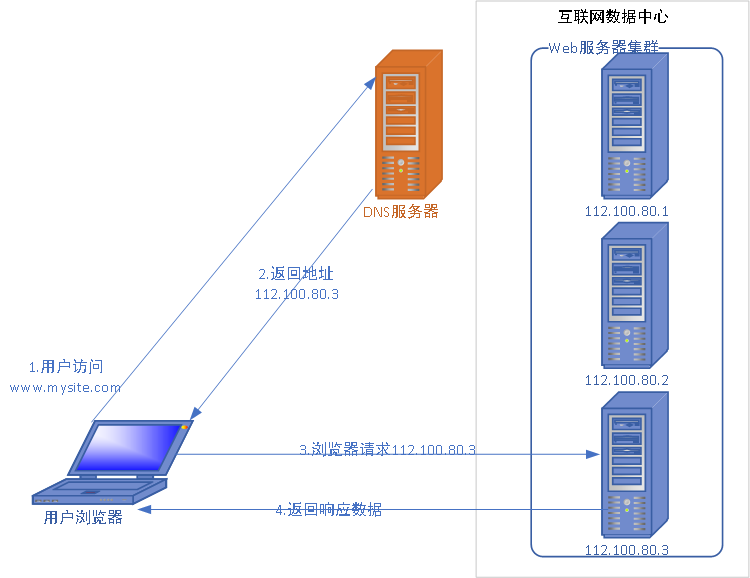 互联网数据中心
Web服务器集群
DNS服务器
112.100.80.1
2.返回地址
112.100.80.3
1.用户访问
www.mysite.com
112.100.80.2
3.浏览器请求112.100.80.3
4.返回响应数据
用户浏览器
112.100.80.3